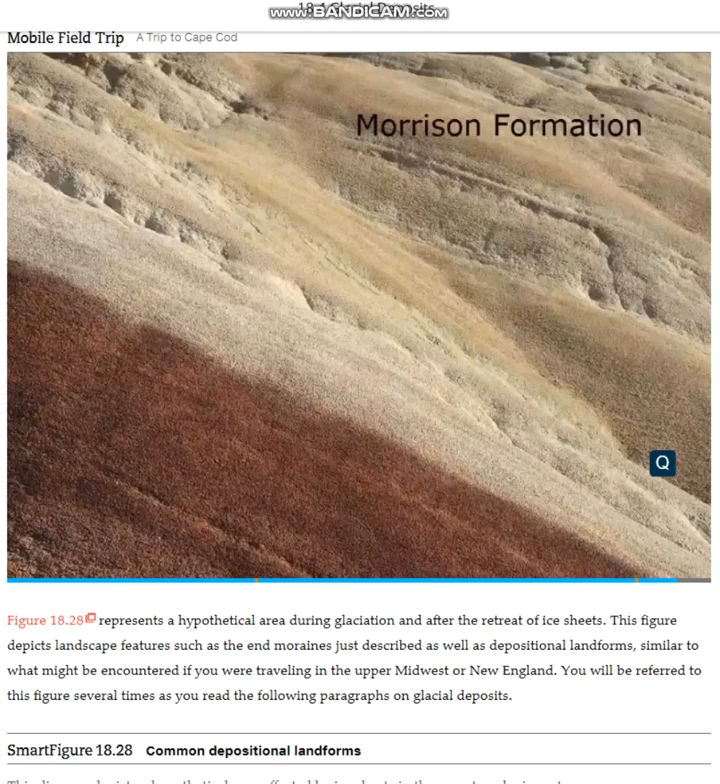 www.BANDICAM.com
18.4 Glacial Deposits
Mobile Field Trip A Trip to Cape Cod
Morrison Formation
Q
Figure 18.28 represents a hypothetical area during glaciation and after the retreat of ice sheets. This figure
depicts landscape features such as the end moraines just described as well as depositional landforms, similar to
what might be encountered if you were traveling in the upper Midwest or New England. You will be referred to
this figure several times as you read the following paragraphs on glacial deposits.
SmartFigure 18.28 Common depositional landforms